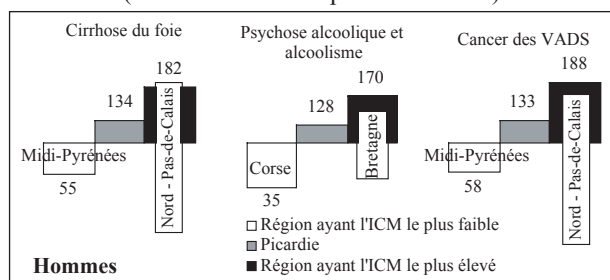 Cirrhose du foie
182
134
Nord - Pas-de-Calais
Midi-Pyrénées
55
Psychose alcoolique et
alcoolisme
170
128
Bretagne
Corse
35
Cancer des VADS
188
133
Nord - Pas-de-Calais
Midi-Pyrénées
58
Région ayant l'ICM le plus faible
Picardie
Région ayant l'ICM le plus élevé
Hommes